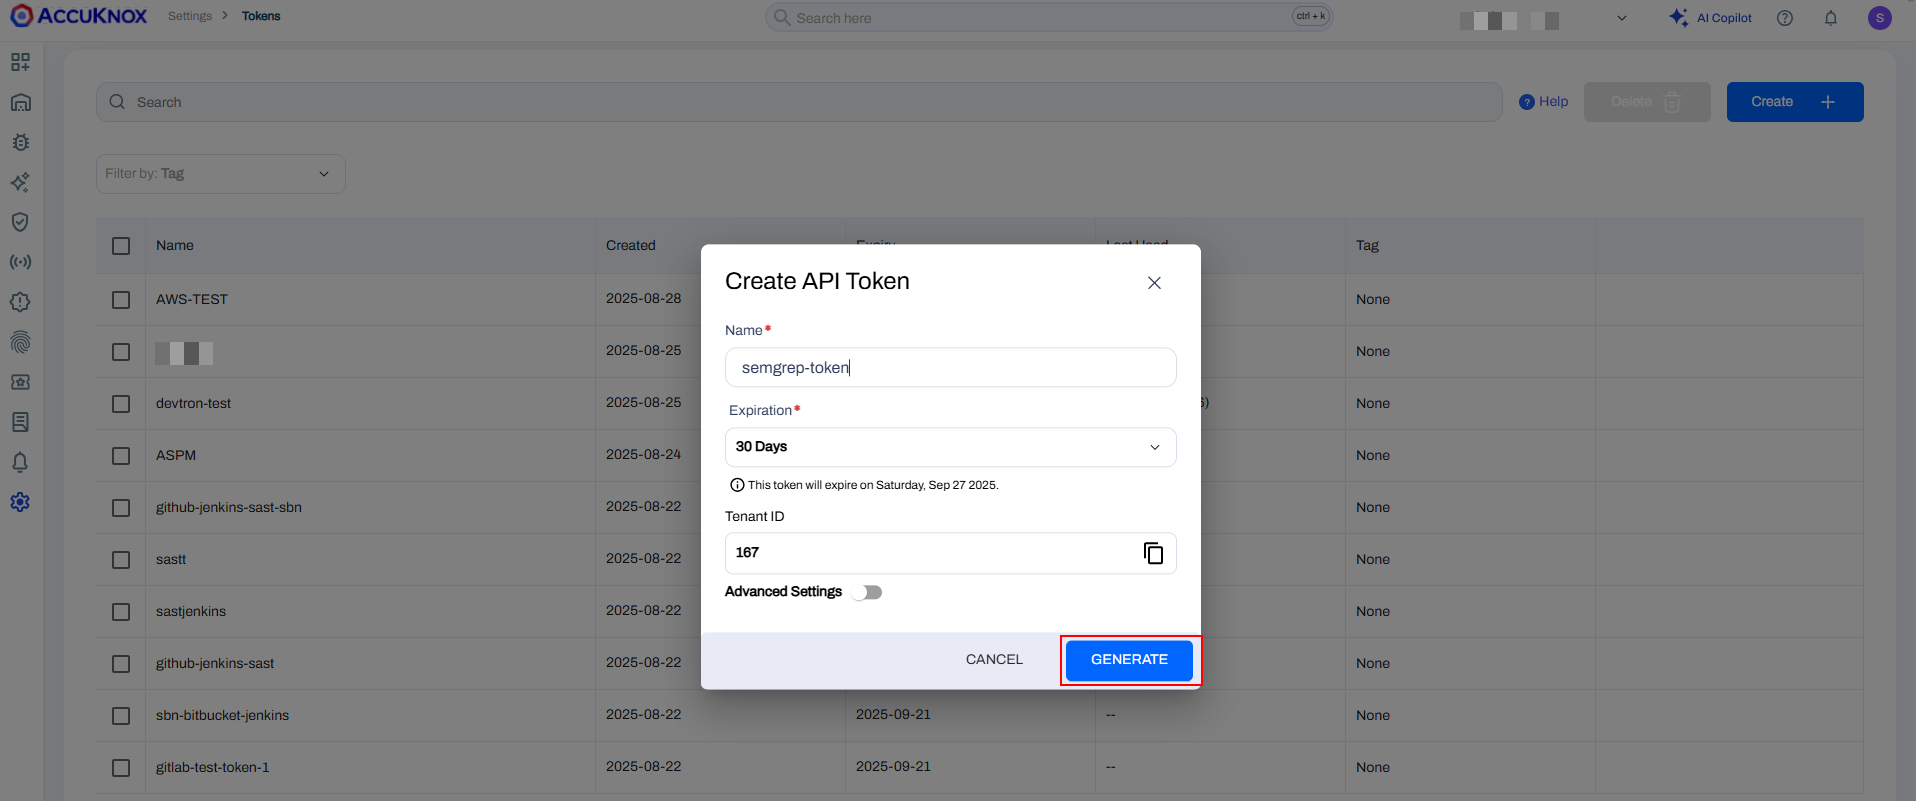 ACCUKNOX Settings > Tokens Search here ctrl + k AI Copilot S
Search Help Delete Create +
Filter by: Tag
Name Created Expiry Last Used Tag
AWS-TEST 2025-08-28 None
2025-08-25 None
devtron-test 2025-08-25 None
ASPM 2025-08-24 None
github-jenkins-sast-sbn 2025-08-22 None
sastt 2025-08-22 None
sastjenkins 2025-08-22 None
github-jenkins-sast 2025-08-22 None
sbn-bitbucket-jenkins 2025-08-22 2025-09-21 -- None
gitlab-test-token-1 2025-08-22 2025-09-21 -- None
Create API Token
Name*
semgrep-token
Expiration*
30 Days
This token will expire on Saturday, Sep 27 2025.
Tenant ID
167
Advanced Settings
CANCEL GENERATE